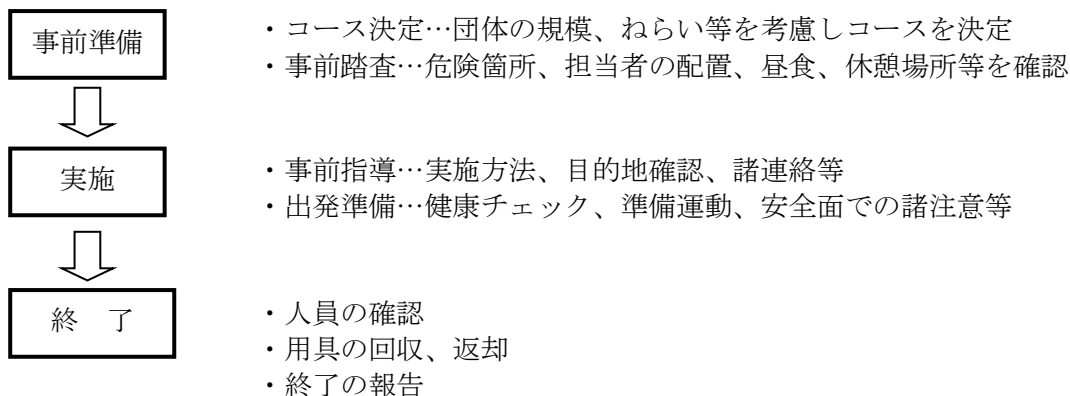 事前準備
・コース決定…団体の規模、ねらい等を考慮しコースを決定
・事前踏査…危険箇所、担当者の配置、昼食、休憩場所等を確認
実施
・事前指導…実施方法、目的地確認、諸連絡等
・出発準備…健康チェック、準備運動、安全面での諸注意等
終　了
・人員の確認
・用具の回収、返却
・終了の報告